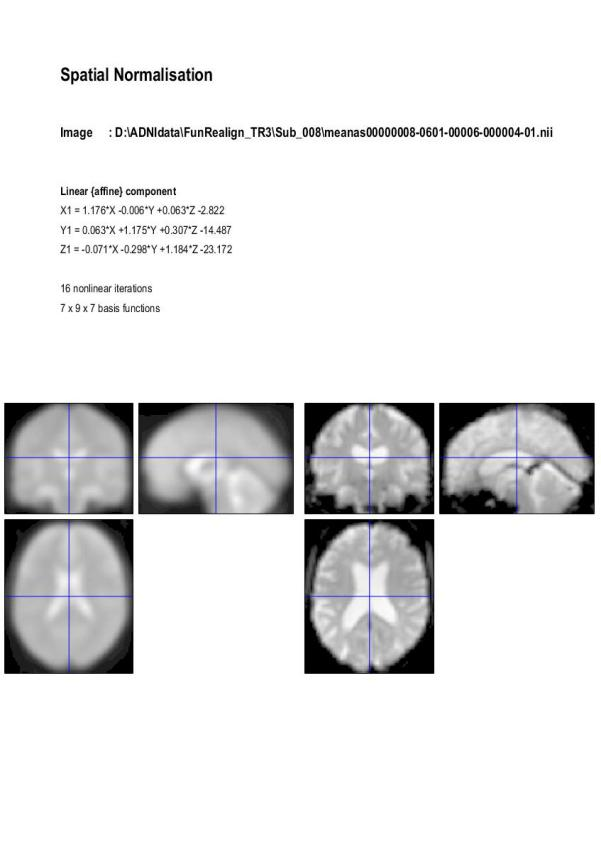 Spatial Normalisation
Image : D:\ADNIdata\FunRealign_TR3\Sub_008\meanas00000008-0601-00006-000004-01.nii
Linear {affine} component
X1 = 1.176*X -0.006*Y +0.063*Z -2.822
Y1 = 0.063*X +1.175*Y +0.307*Z -14.487
Z1 = -0.071*X -0.298*Y +1.184*Z -23.172
16 nonlinear iterations
7 x 9 x 7 basis functions